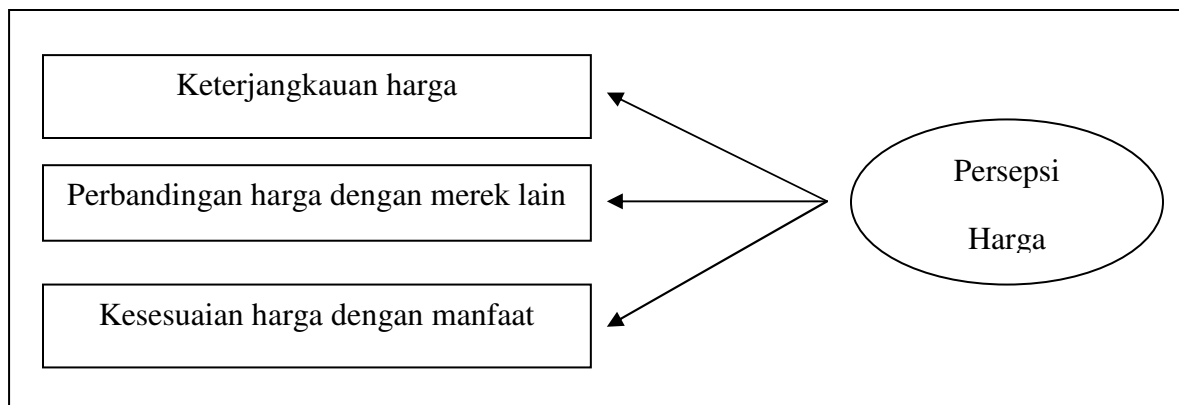 Keterjangkauan harga
Perbandingan harga dengan merek lain
Kesesuaian harga dengan manfaat
Persepsi
Harga